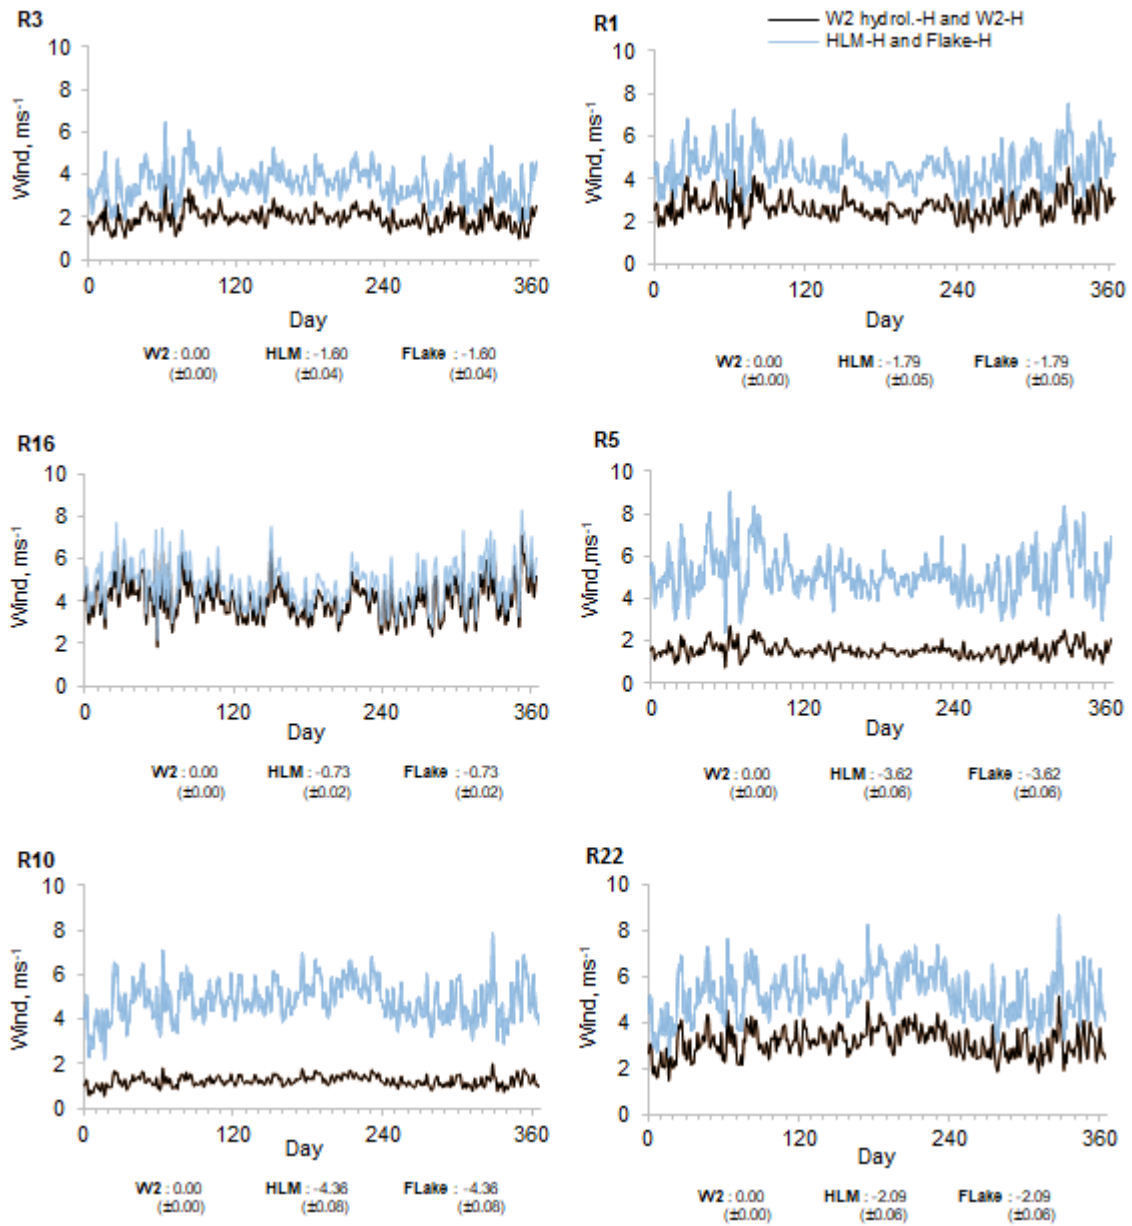 R3
10
8
6
4
2
0
Wind, ms-1
0 120 240 360
Day
W2 : 0.00 HLM : -1.60 FLake : -1.60
(±0.00) (±0.04) (±0.04)
R1
W2 hydrol.-H and W2-H
HLM-H and Flake-H
10
8
6
4
2
0
Wind, ms-1
0 120 240 360
Day
W2 : 0.00 HLM : -1.79 FLake : -1.79
(±0.00) (±0.05) (±0.05)
R16
10
8
6
4
2
0
Wind, ms-1
0 120 240 360
Day
W2 : 0.00 HLM : -0.73 FLake : -0.73
(±0.00) (±0.02) (±0.02)
R5
10
8
6
4
2
0
Wind,ms-1
0 120 240 360
Day
W2 : 0.00 HLM : -3.62 FLake : -3.62
(±0.00) (±0.06) (±0.06)
R10
10
8
6
4
2
0
Wind, ms-1
0 120 240 360
Day
W2 : 0.00 HLM : -4.36 FLake : -4.36
(±0.00) (±0.08) (±0.08)
R22
10
8
6
4
2
0
Wind, ms-1
0 120 240 360
Day
W2 : 0.00 HLM : -2.09 FLake : -2.09
(±0.00) (±0.06) (±0.06)